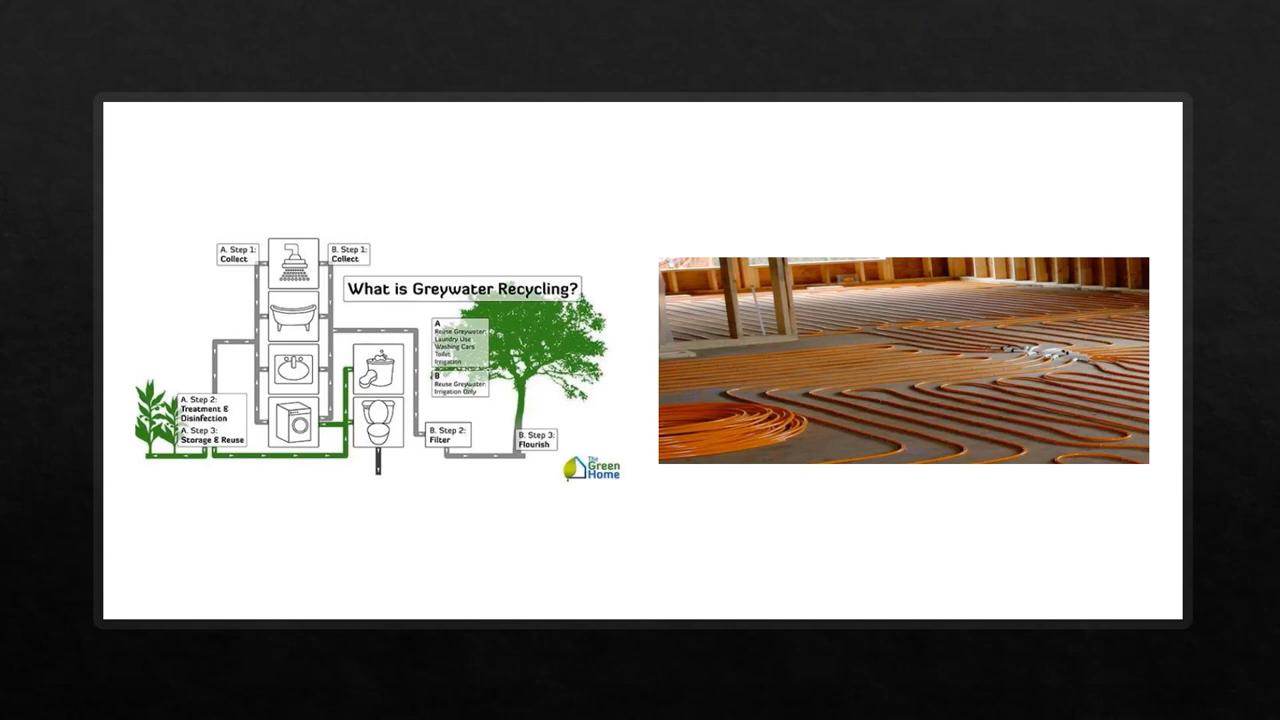 A. Step 1:
Collect
B. Step 1:
Collect
What is Greywater Recycling?
A
Reuse Greywater:
Laundry Use
Washing Cars
Toilet
Irrigation
B
Reuse Greywater:
Irrigation Only
A. Step 2:
Treatment &
Disinfection
A. Step 3:
Storage & Reuse
B. Step 2:
Filter
B. Step 3:
Flourish
The
Green
Home